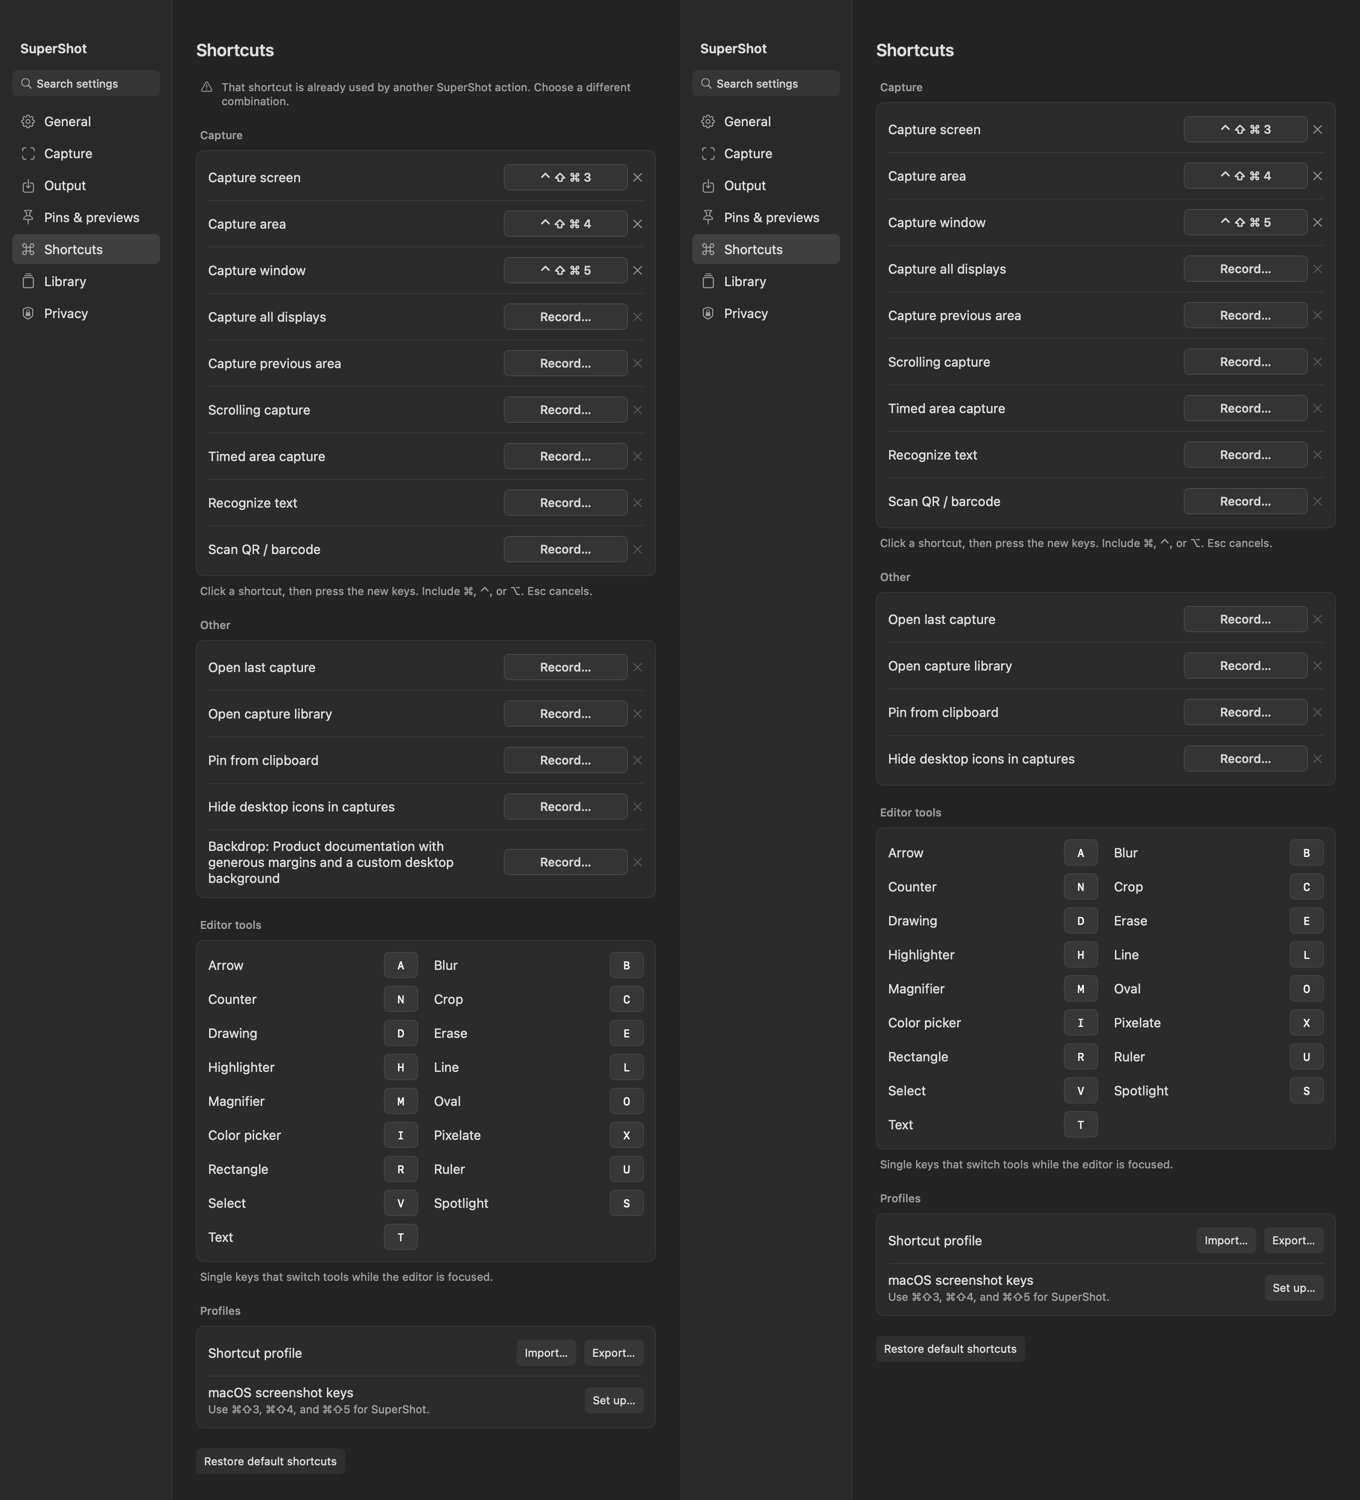 SuperShot
Search settings
General
Capture
Output
Pins & previews
Shortcuts
Library
Privacy
Shortcuts
That shortcut is already used by another SuperShot action. Choose a different
combination.
Capture
Capture screen ⌃⇧⌘3 ×
Capture area ⌃⇧⌘4 ×
Capture window ⌃⇧⌘5 ×
Capture all displays Record... ×
Capture previous area Record... ×
Scrolling capture Record... ×
Timed area capture Record... ×
Recognize text Record... ×
Scan QR / barcode Record... ×
Click a shortcut, then press the new keys. Include ⌘, ⌃, or ⌥. Esc cancels.
Other
Open last capture Record... ×
Open capture library Record... ×
Pin from clipboard Record... ×
Hide desktop icons in captures Record... ×
Backdrop: Product documentation with
generous margins and a custom desktop
background
Record... ×
Editor tools
Arrow A Blur B
Counter N Crop C
Drawing D Erase E
Highlighter H Line L
Magnifier M Oval O
Color picker I Pixelate X
Rectangle R Ruler U
Select V Spotlight S
Text T
Single keys that switch tools while the editor is focused.
Profiles
Shortcut profile Import... Export...
macOS screenshot keys
Use ⌘⇧3, ⌘⇧4, and ⌘⇧5 for SuperShot.
Set up...
Restore default shortcuts
SuperShot
Search settings
General
Capture
Output
Pins & previews
Shortcuts
Library
Privacy
Shortcuts
Capture
Capture screen ⌃⇧⌘3 ×
Capture area ⌃⇧⌘4 ×
Capture window ⌃⇧⌘5 ×
Capture all displays Record... ×
Capture previous area Record... ×
Scrolling capture Record... ×
Timed area capture Record... ×
Recognize text Record... ×
Scan QR / barcode Record... ×
Click a shortcut, then press the new keys. Include ⌘, ⌃, or ⌥. Esc cancels.
Other
Open last capture Record... ×
Open capture library Record... ×
Pin from clipboard Record... ×
Hide desktop icons in captures Record... ×
Editor tools
Arrow A Blur B
Counter N Crop C
Drawing D Erase E
Highlighter H Line L
Magnifier M Oval O
Color picker I Pixelate X
Rectangle R Ruler U
Select V Spotlight S
Text T
Single keys that switch tools while the editor is focused.
Profiles
Shortcut profile Import... Export...
macOS screenshot keys
Use ⌘⇧3, ⌘⇧4, and ⌘⇧5 for SuperShot.
Set up...
Restore default shortcuts